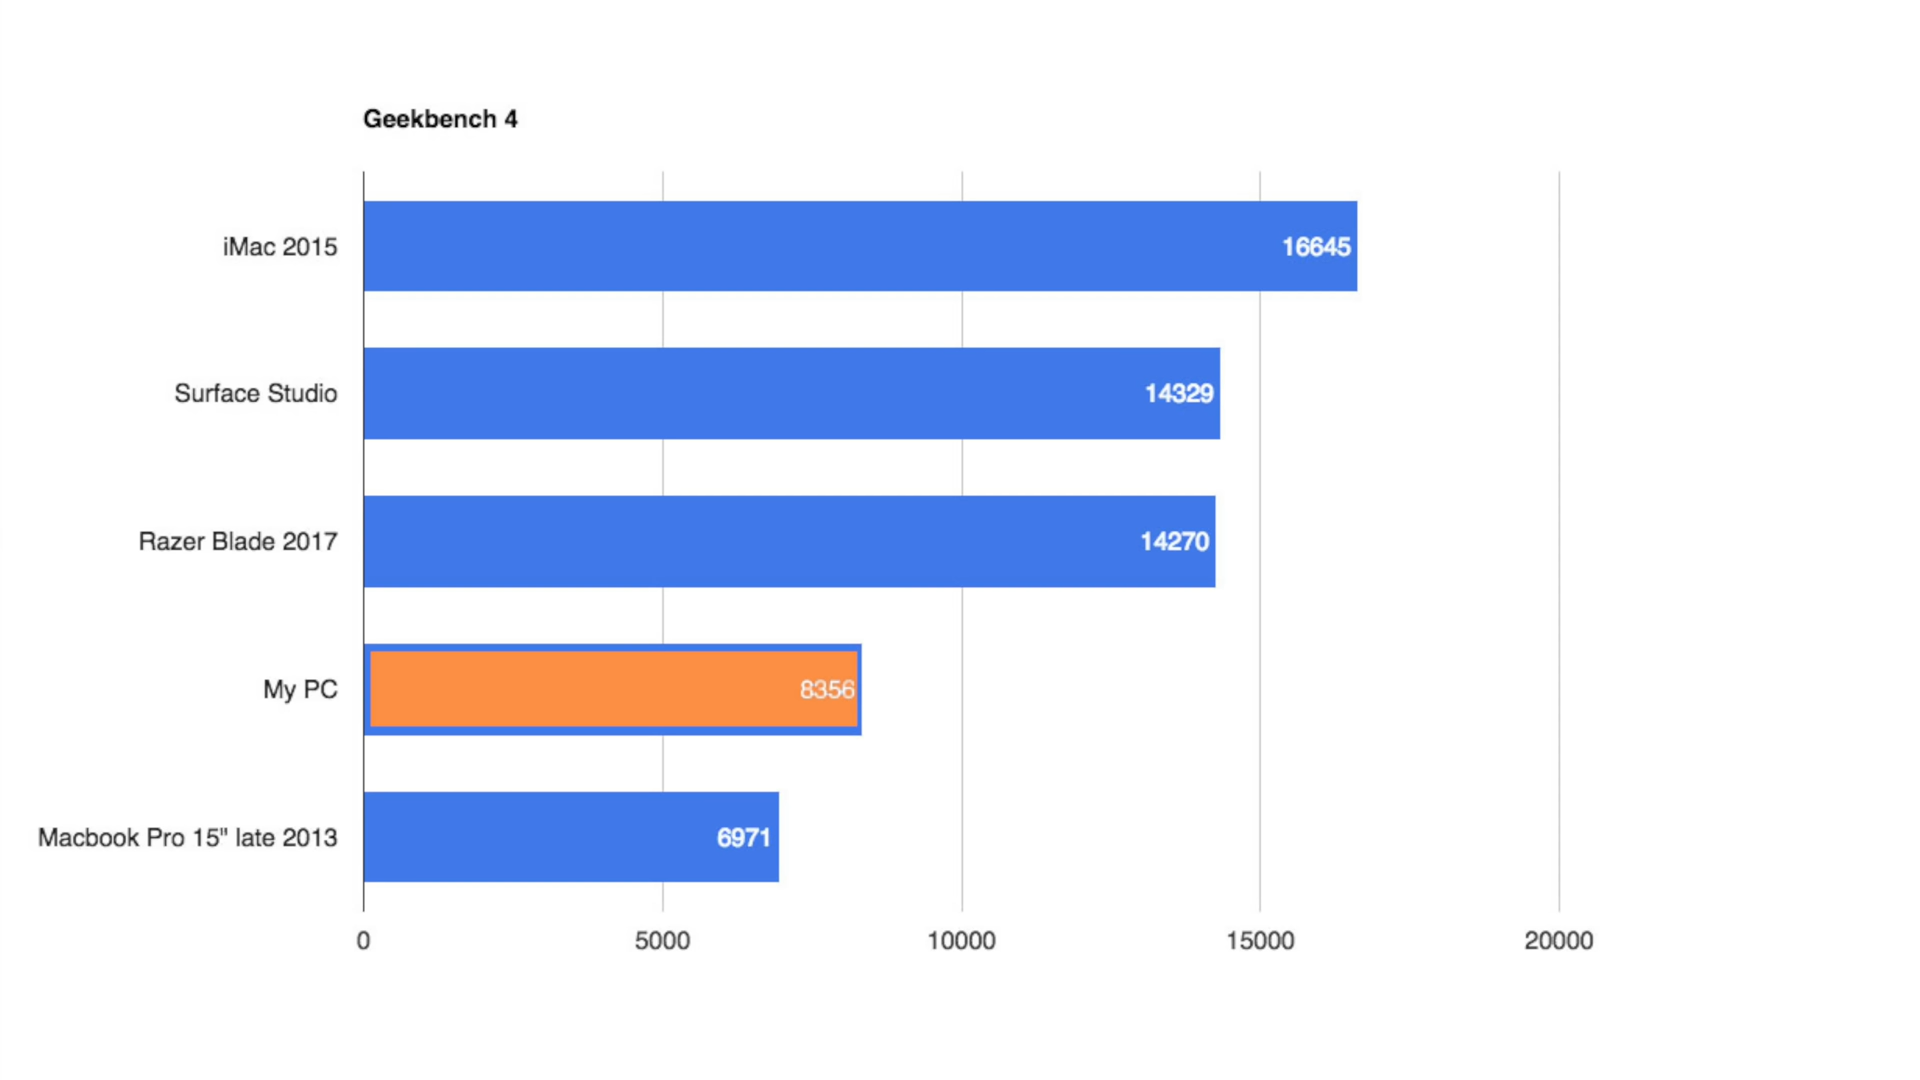 Geekbench 4
iMac 2015 16645
Surface Studio 14329
Razer Blade 2017 14270
My PC 8356
Macbook Pro 15" late 2013 6971
0 5000 10000 15000 20000